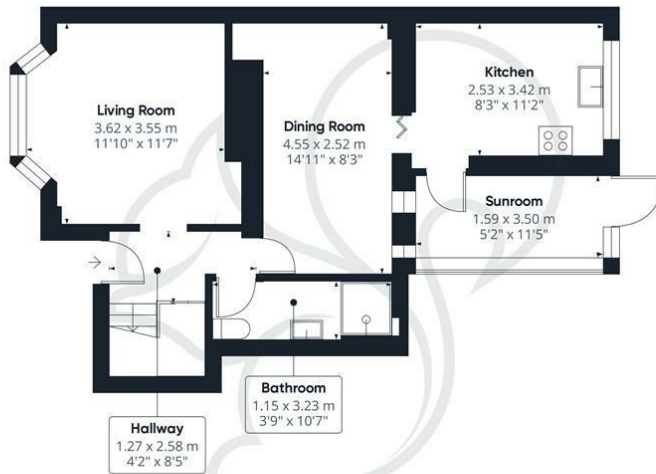 Living Room
3.62 x 3.55 m
11'10" x 11'7"
Dining Room
4.55 x 2.52 m
14'11" x 8'3"
Kitchen
2.53 x 3.42 m
8'3" x 11'2"
Sunroom
1.59 x 3.50 m
5'2" x 11'5"
Bathroom
1.15 x 3.23 m
3'9" x 10'7"
Hallway
1.27 x 2.58 m
4'2" x 8'5"